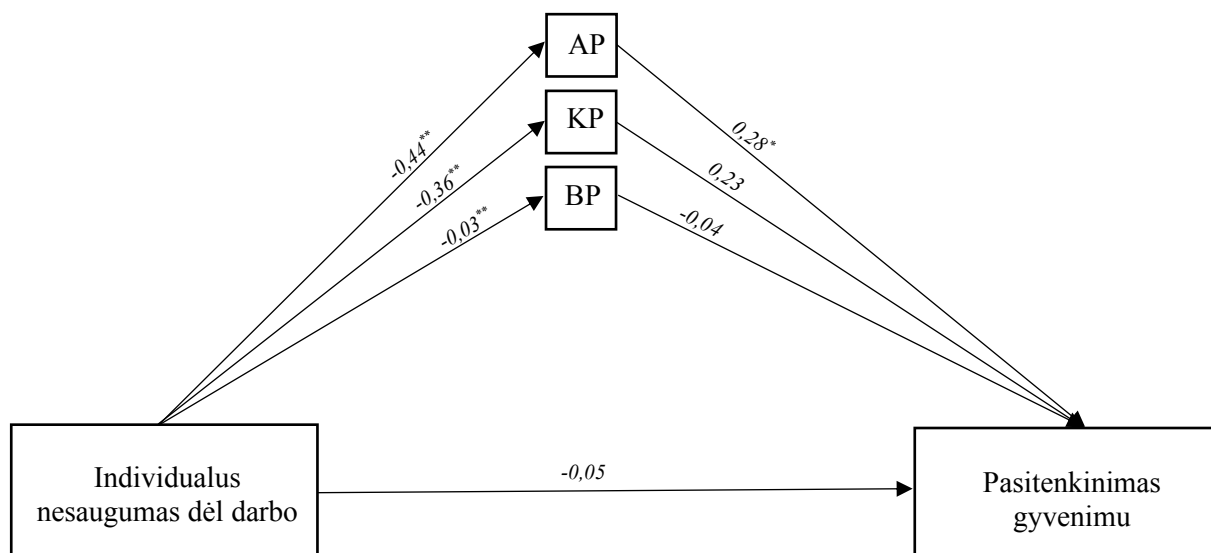 AP
KP
BP
-0,44**
-0,36**
-0,03**
0,28*
0,23
-0,04
-0,05
Individualus
nesaugumas dėl darbo
Pasitenkinimas
gyvenimu